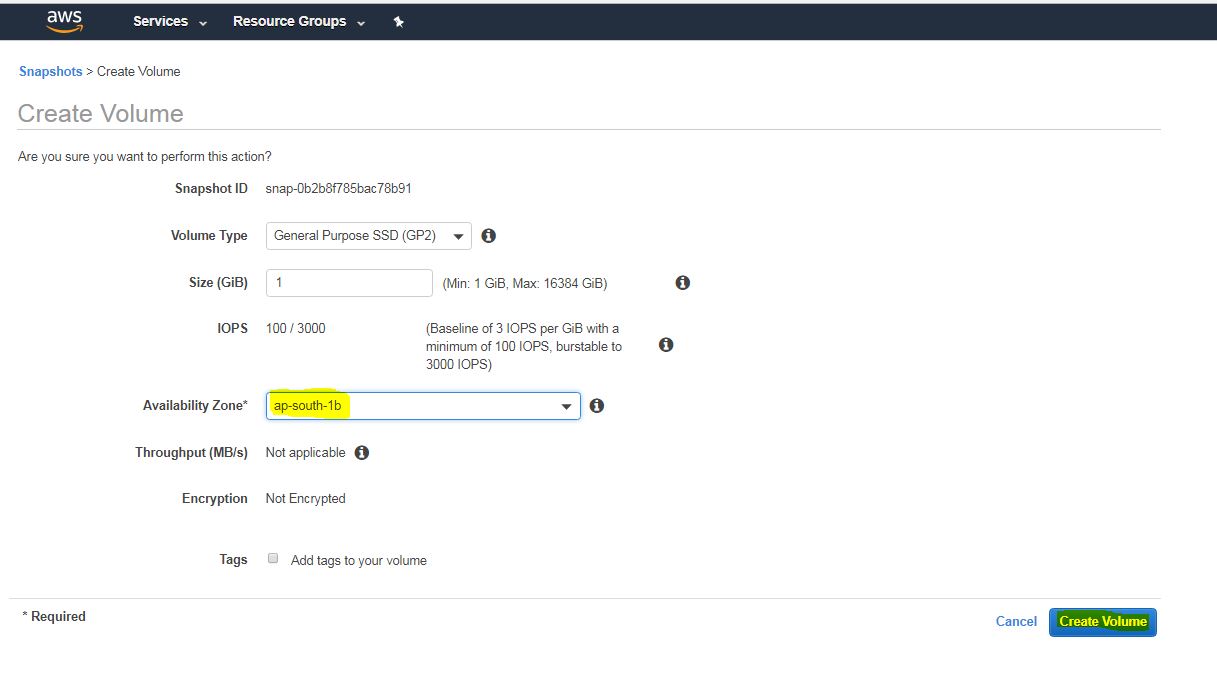 aws Services Resource Groups
Snapshots > Create Volume
Create Volume
Are you sure you want to perform this action?
Snapshot ID snap-0b2b8f785bac78b91
Volume Type General Purpose SSD (GP2)
Size (GiB) 1 (Min: 1 GiB, Max: 16384 GiB)
IOPS 100 / 3000 (Baseline of 3 IOPS per GiB with a
minimum of 100 IOPS, burstable to
3000 IOPS)
Availability Zone* ap-south-1b
Throughput (MB/s) Not applicable
Encryption Not Encrypted
Tags Add tags to your volume
* Required
Cancel Create Volume